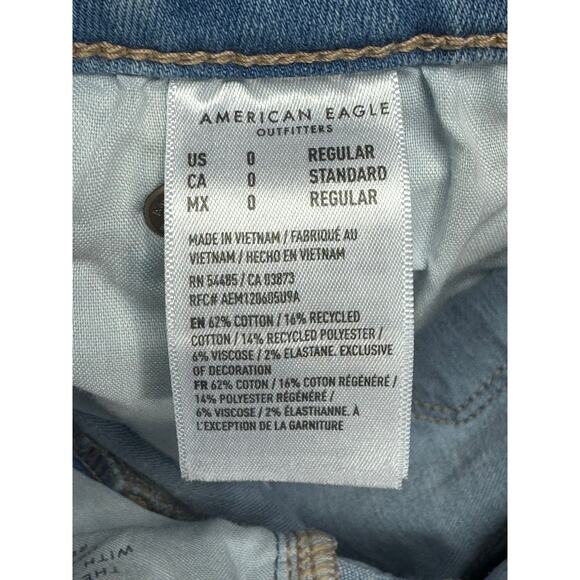 AMERICAN EAGLE
OUTFITTERS
US 0 REGULAR
CA 0 STANDARD
MX 0 REGULAR
MADE IN VIETNAM / FABRIQUÉ AU
VIETNAM / HECHO EN VIETNAM
RN 54485 / CA 03873
RFC# AEM120605U9A
EN 62% COTTON / 16% RECYCLED
COTTON / 14% RECYCLED POLYESTER /
6% VISCOSE / 2% ELASTANE. EXCLUSIVE
OF DECORATION
FR 62% COTON / 16% COTON RÉGÉNÉRÉ /
14% POLYESTER RÉGÉNÉRÉ /
6% VISCOSE / 2% ÉLASTHANNE. À
L'EXCEPTION DE LA GARNITURE
THE
WITH